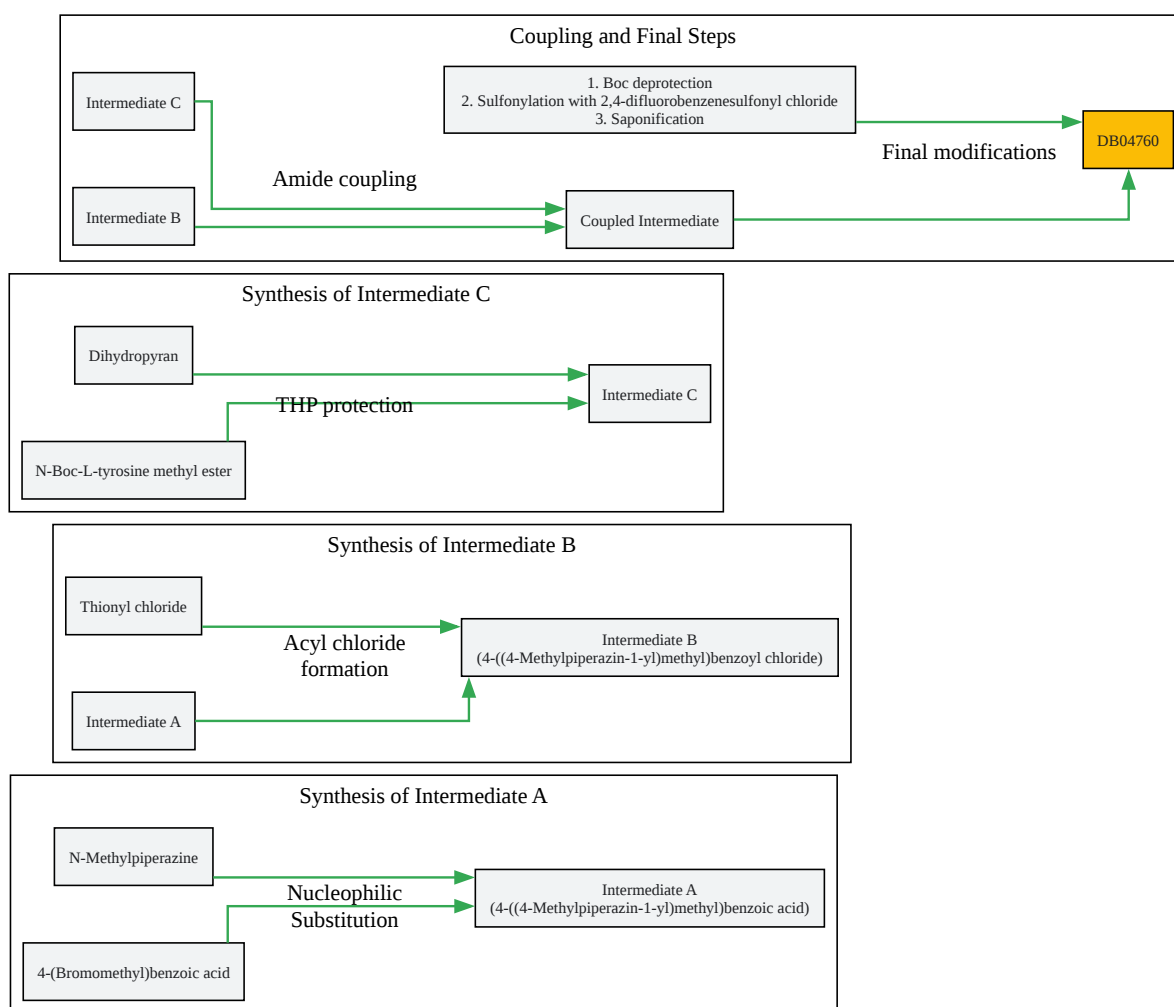 Coupling and Final Steps
Intermediate C
1. Boc deprotection
2. Sulfonylation with 2,4-difluorobenzenesulfonyl chloride
3. Saponification
DB04760
Final modifications
Amide coupling
Intermediate B
Coupled Intermediate
Synthesis of Intermediate C
Dihydropyran
Intermediate C
THP protection
N-Boc-L-tyrosine methyl ester
Synthesis of Intermediate B
Thionyl chloride
Acyl chloride
formation
Intermediate B
(4-((4-Methylpiperazin-1-yl)methyl)benzoyl chloride)
Intermediate A
Synthesis of Intermediate A
N-Methylpiperazine
Nucleophilic
Substitution
Intermediate A
(4-((4-Methylpiperazin-1-yl)methyl)benzoic acid)
4-(Bromomethyl)benzoic acid